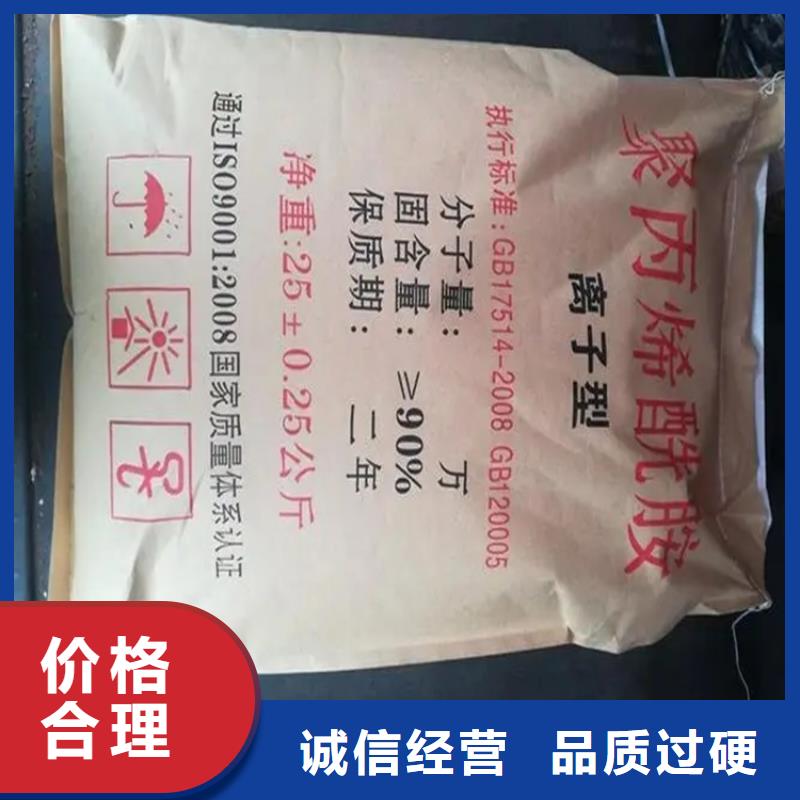 聚丙烯酰胺
离子型
执行标准:GB17514-2008 GB120005
分子量: 万
固含量: ≥90%
保质期: 二年
净重:25±0.25公斤
通过ISO9001:2008国家质量体系认证
价格
合理
诚信经营 品质过硬